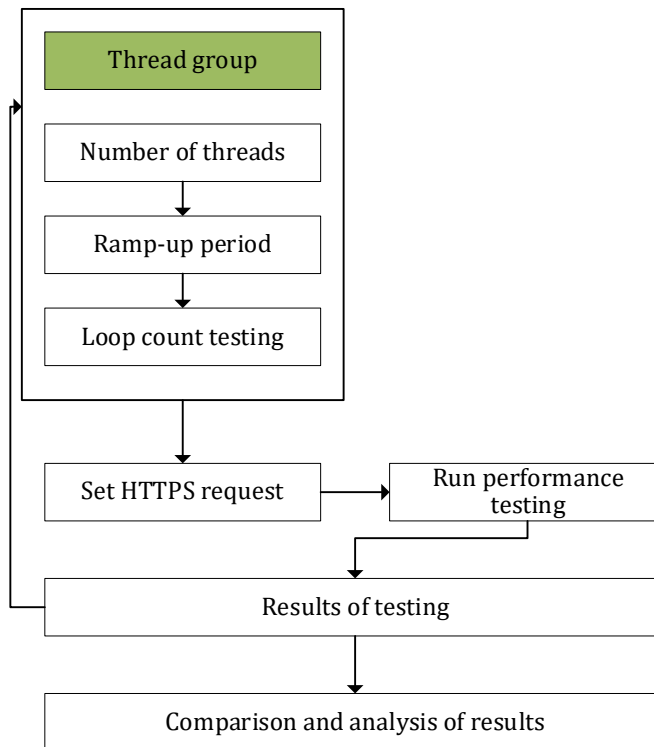 Thread group
Number of threads
Ramp-up period
Loop count testing
Set HTTPS request
Run performance
testing
Results of testing
Comparison and analysis of results